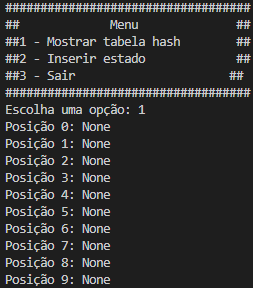 ###################################
##             Menu              ##
##1 - Mostrar tabela hash        ##
##2 - Inserir estado             ##
##3 - Sair                      ##
###################################
Escolha uma opção: 1
Posição 0: None
Posição 1: None
Posição 2: None
Posição 3: None
Posição 4: None
Posição 5: None
Posição 6: None
Posição 7: None
Posição 8: None
Posição 9: None